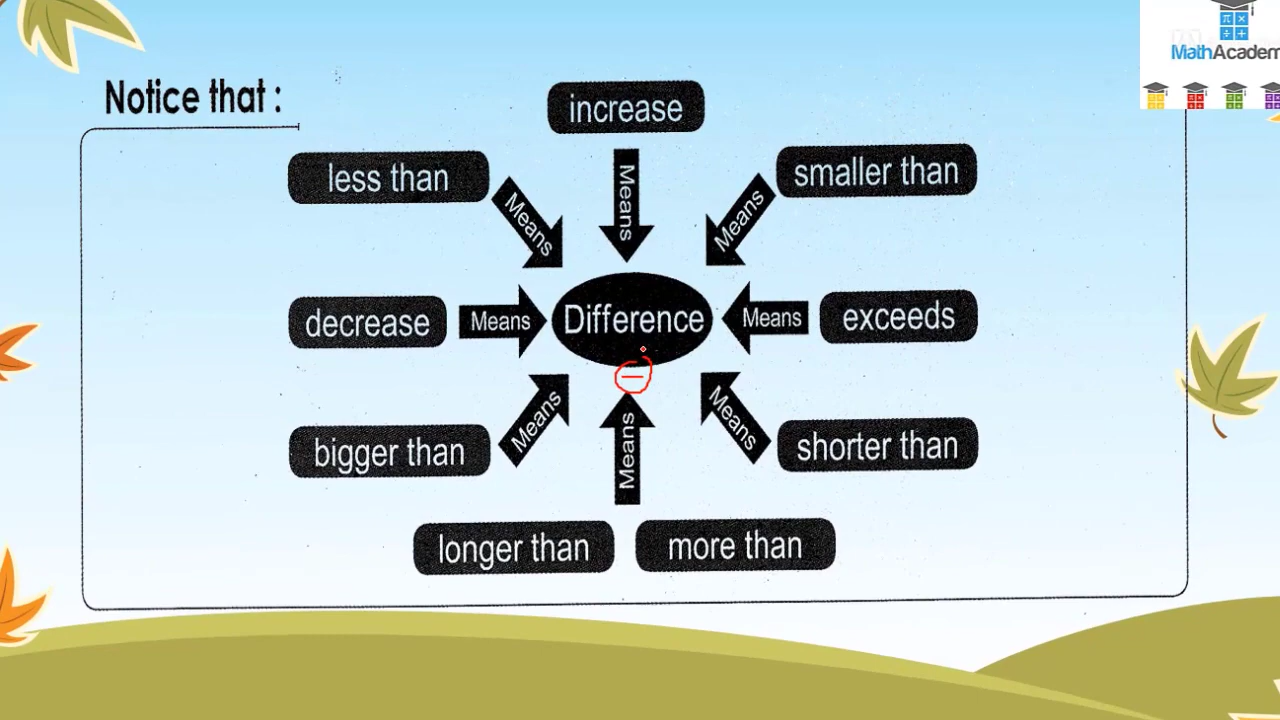 MathAcadem
Notice that :
increase
less than
smaller than
Means
Means
Means
decrease
Means
Difference
Means
exceeds
−
bigger than
Means
Means
Means
shorter than
longer than
more than